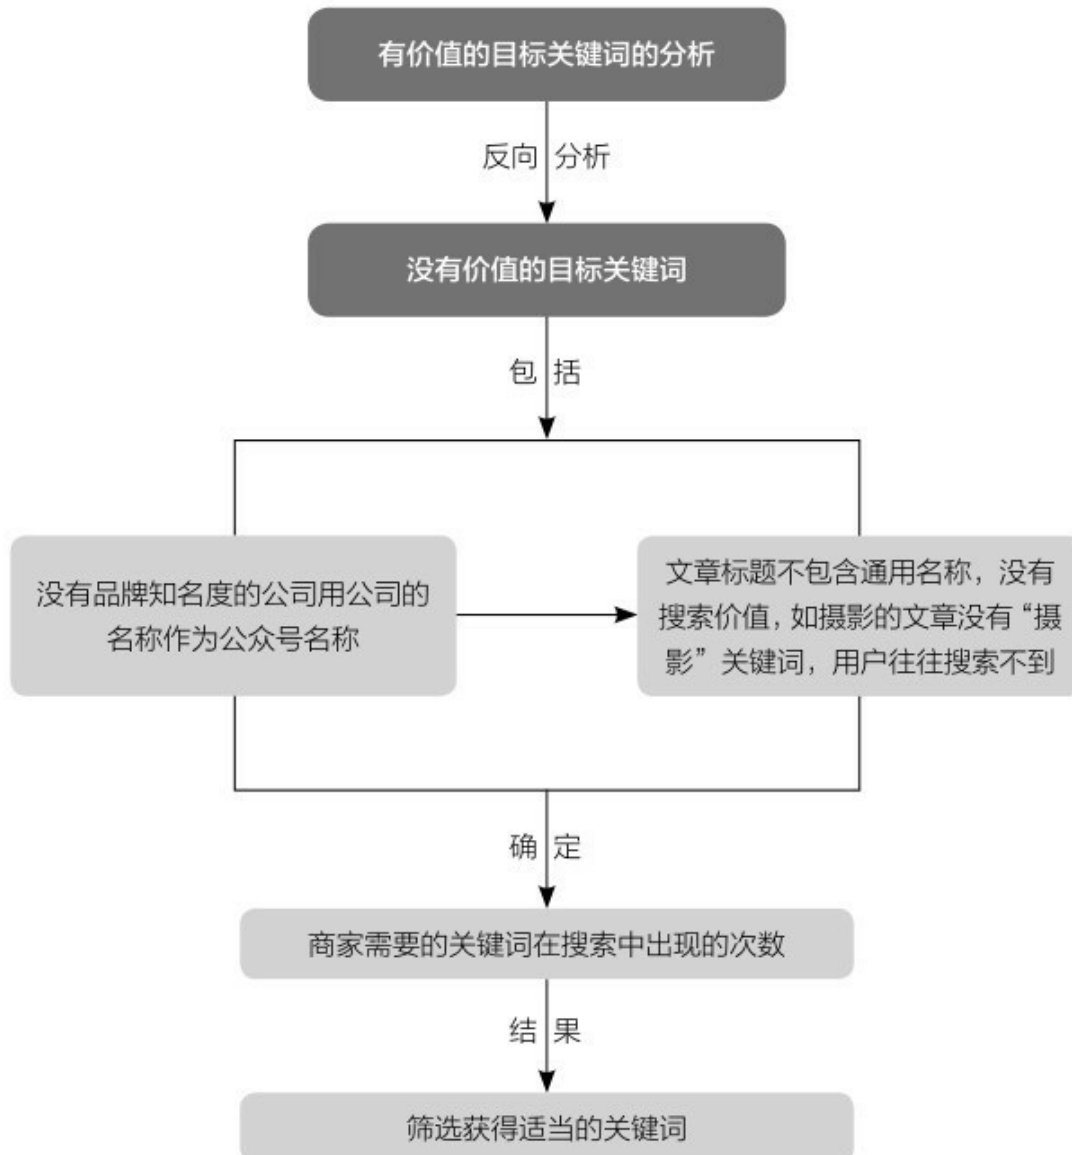 有价值的目标关键词的分析
反向 分析
没有价值的目标关键词
包 括
没有品牌知名度的公司用公司的
名称作为公众号名称
文章标题不包含通用名称，没有
搜索价值，如摄影的文章没有“摄
影”关键词，用户往往搜索不到
确 定
商家需要的关键词在搜索中出现的次数
结 果
筛选获得适当的关键词